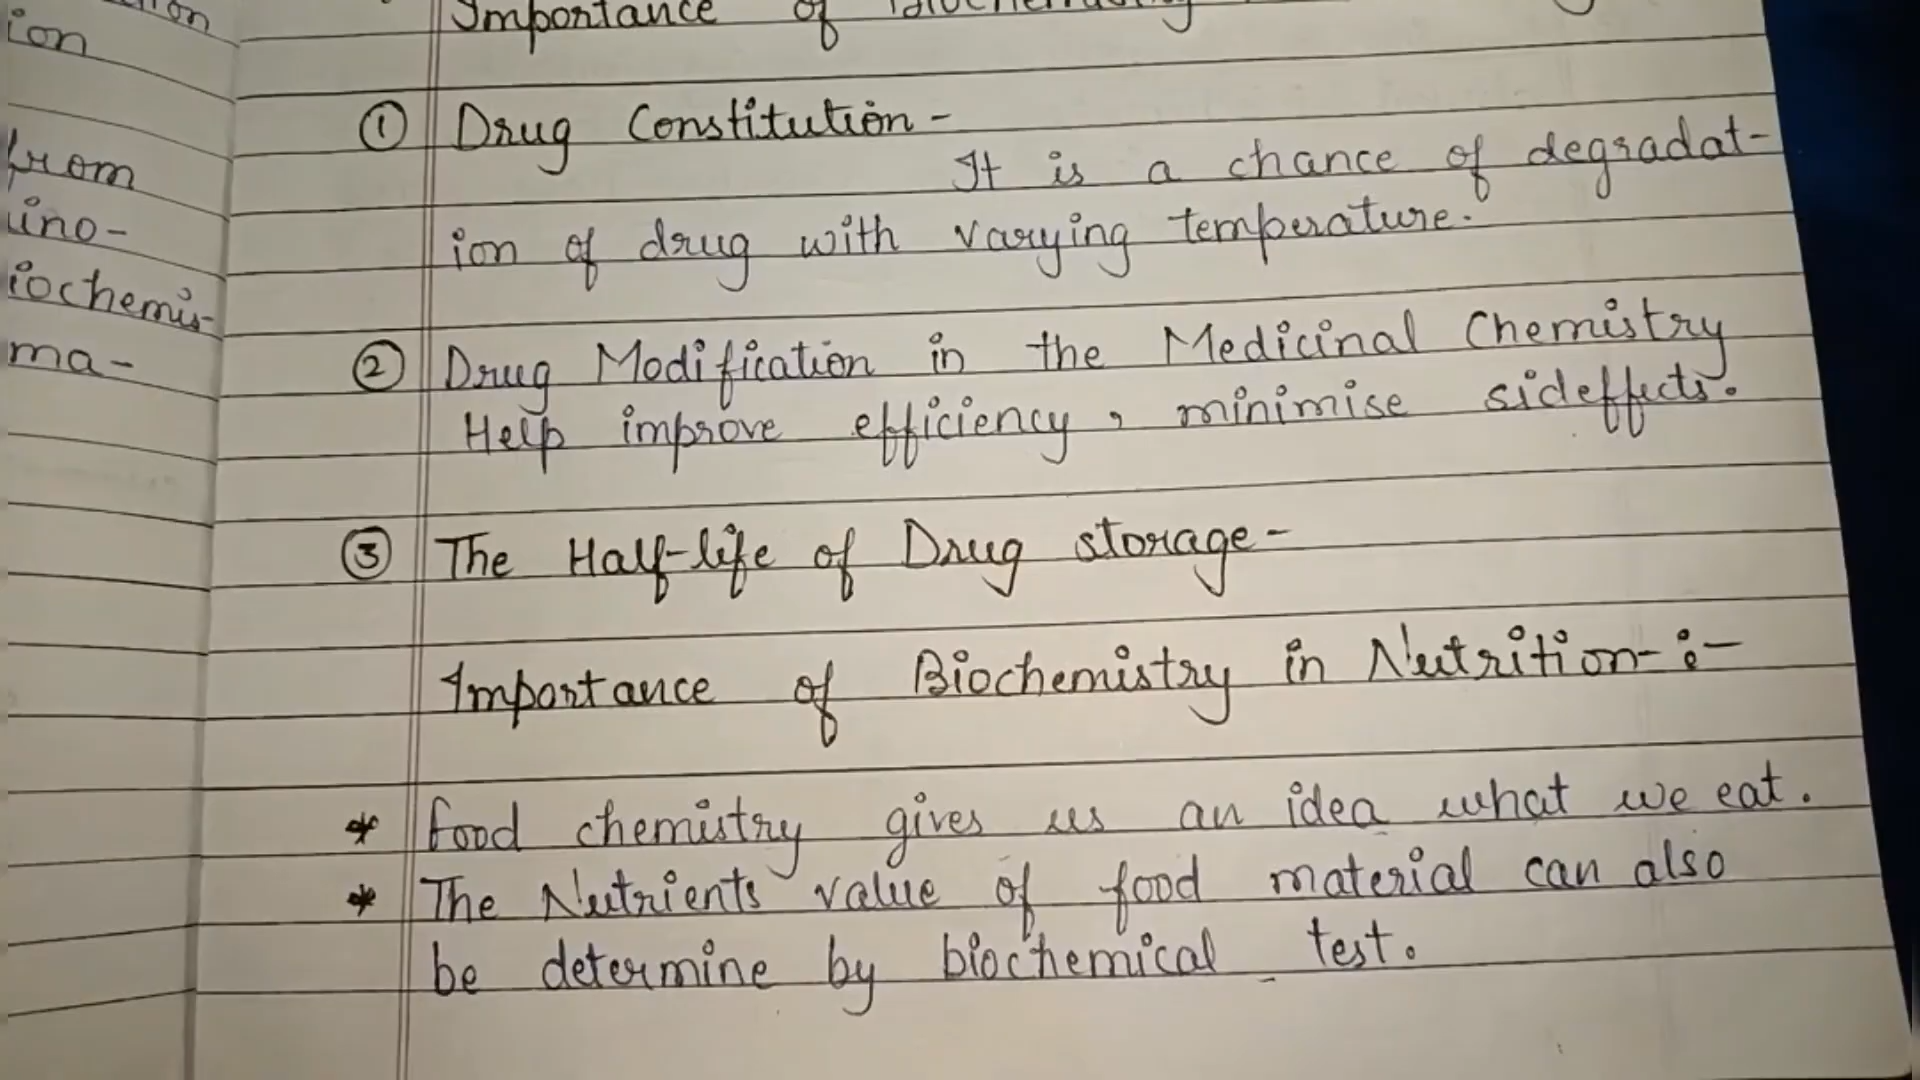 ion
from
ino-
iochemis-
ma-
Importance of Biochemistry
① Drug Constitution -
It is a chance of degradat-
ion of drug with varying temperature.
② Drug Modification in the Medicinal Chemistry
Help improve efficiency, minimise sideffects.
③ The Half-life of Drug storage-
Importance of Biochemistry in Nutrition-:-
* food chemistry gives us an idea what we eat.
* The Nutrients value of food material can also
be determine by biochemical test.